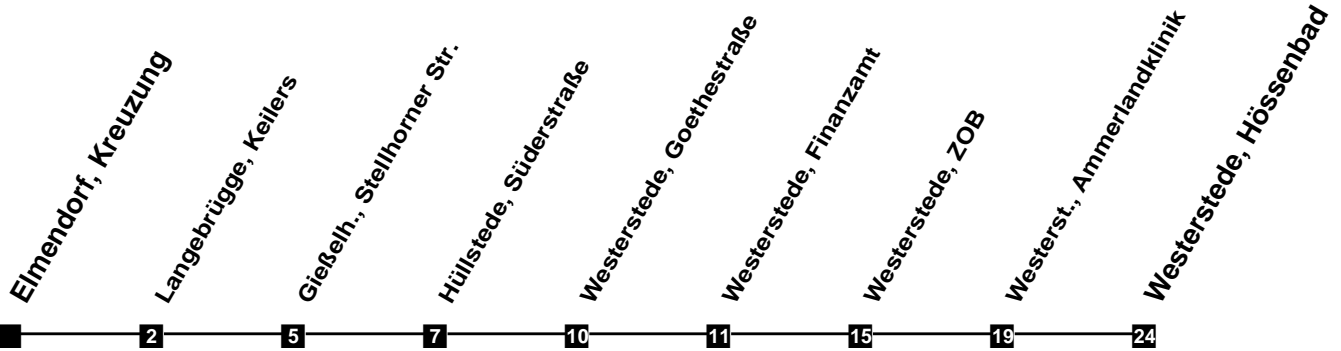 Elmendorf, Kreuzung
Langebrügge, Keilers
Gießelh., Stellhorner Str.
Hüllstede, Süderstraße
Westerstede, Goethestraße
Westerstede, Finanzamt
Westerstede, ZOB
Westerst., Ammerlandklinik
Westerstede, Hössenbad
2 5 7 10 11 15 19 24